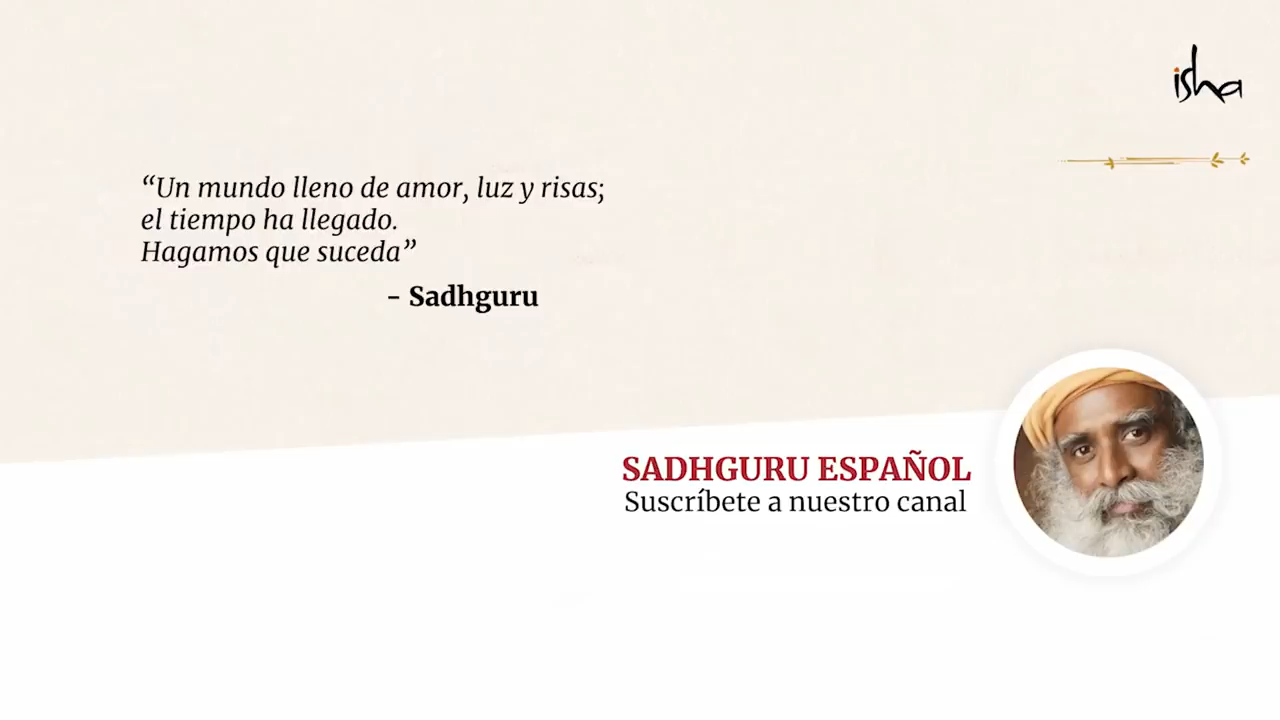 isha
“Un mundo lleno de amor, luz y risas;
el tiempo ha llegado.
Hagamos que suceda”
- Sadhguru
SADHGURU ESPAÑOL
Suscríbete a nuestro canal